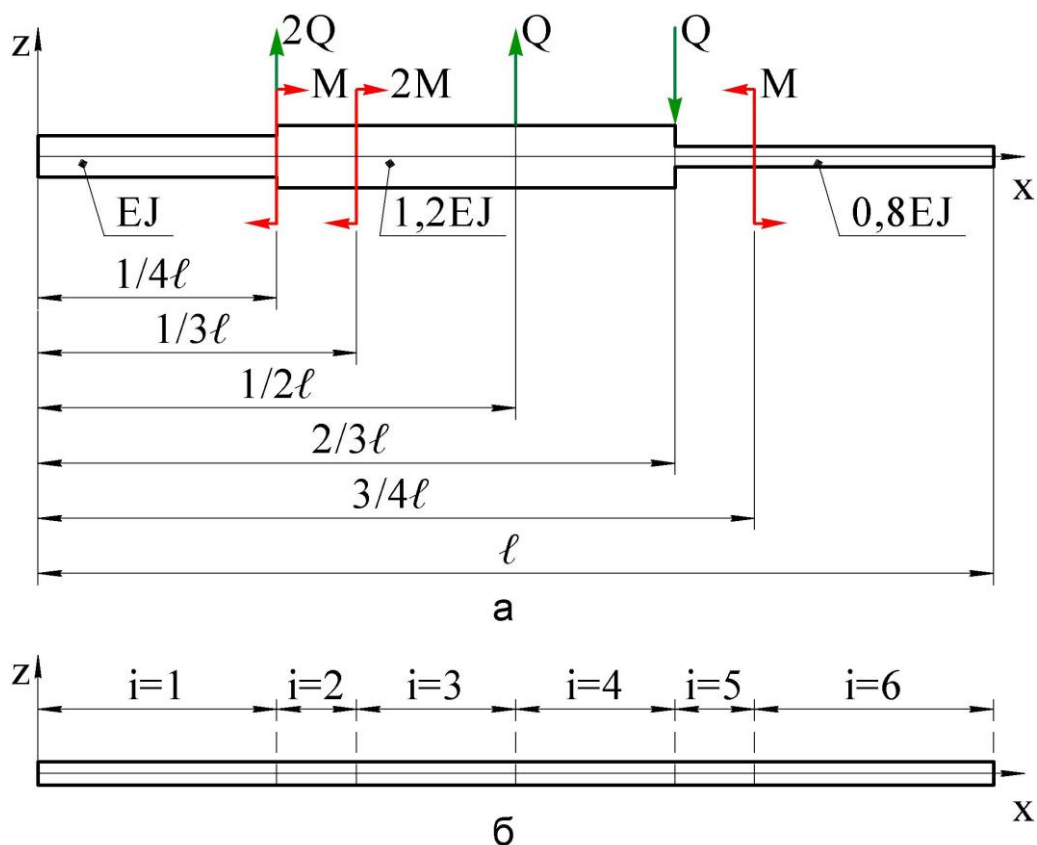 z 2Q Q Q
M 2M M
x
EJ 1,2EJ 0,8EJ
1/4ℓ
1/3ℓ
1/2ℓ
2/3ℓ
3/4ℓ
ℓ
а
z i=1 i=2 i=3 i=4 i=5 i=6
x
б